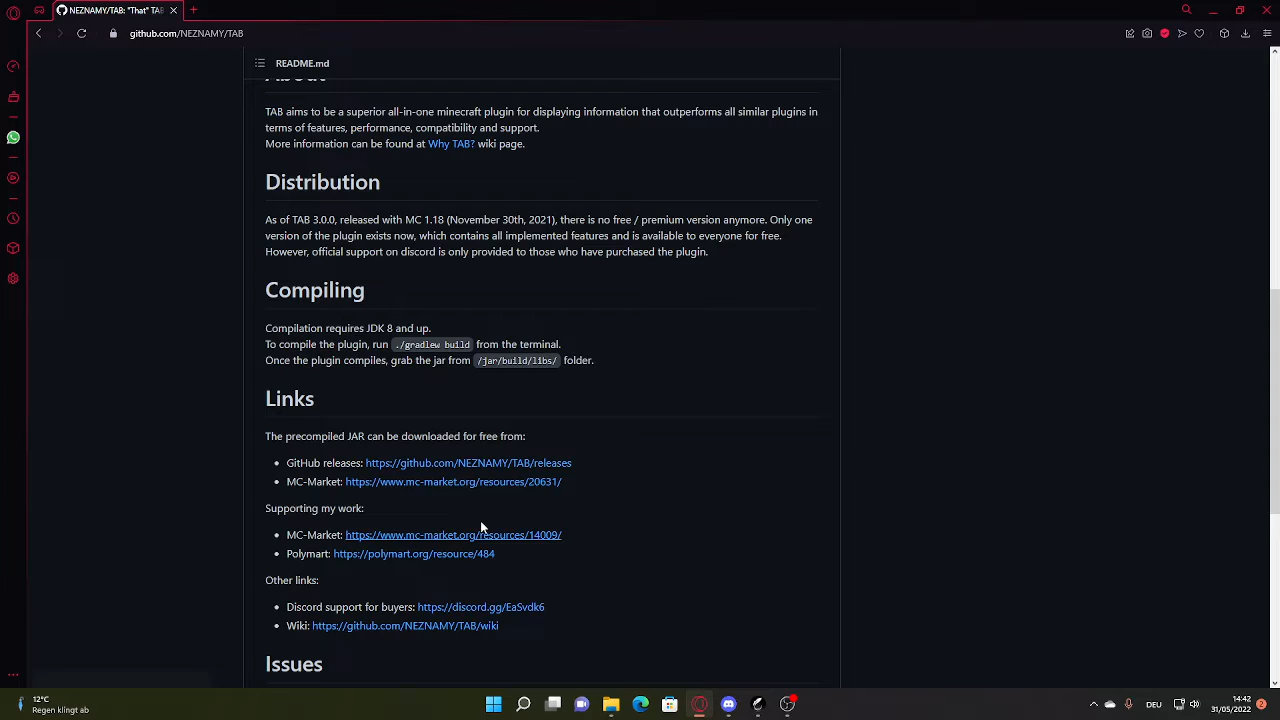 NEZNAMY/TAB: "That" TAB
github.com/NEZNAMY/TAB
README.md
About
TAB aims to be a superior all-in-one minecraft plugin for displaying information that outperforms all similar plugins in
terms of features, performance, compatibility and support.
More information can be found at Why TAB? wiki page.
Distribution
As of TAB 3.0.0, released with MC 1.18 (November 30th, 2021), there is no free / premium version anymore. Only one
version of the plugin exists now, which contains all implemented features and is available to everyone for free.
However, official support on discord is only provided to those who have purchased the plugin.
Compiling
Compilation requires JDK 8 and up.
To compile the plugin, run ./gradlew build from the terminal.
Once the plugin compiles, grab the jar from /jar/build/libs/ folder.
Links
The precompiled JAR can be downloaded for free from:
GitHub releases: https://github.com/NEZNAMY/TAB/releases
MC-Market: https://www.mc-market.org/resources/20631/
Supporting my work:
MC-Market: https://www.mc-market.org/resources/14009/
Polymart: https://polymart.org/resource/484
Other links:
Discord support for buyers: https://discord.gg/EaSvdk6
Wiki: https://github.com/NEZNAMY/TAB/wiki
Issues
12°C
Regen klingt ab
DEU
14:42
31/05/2022
2